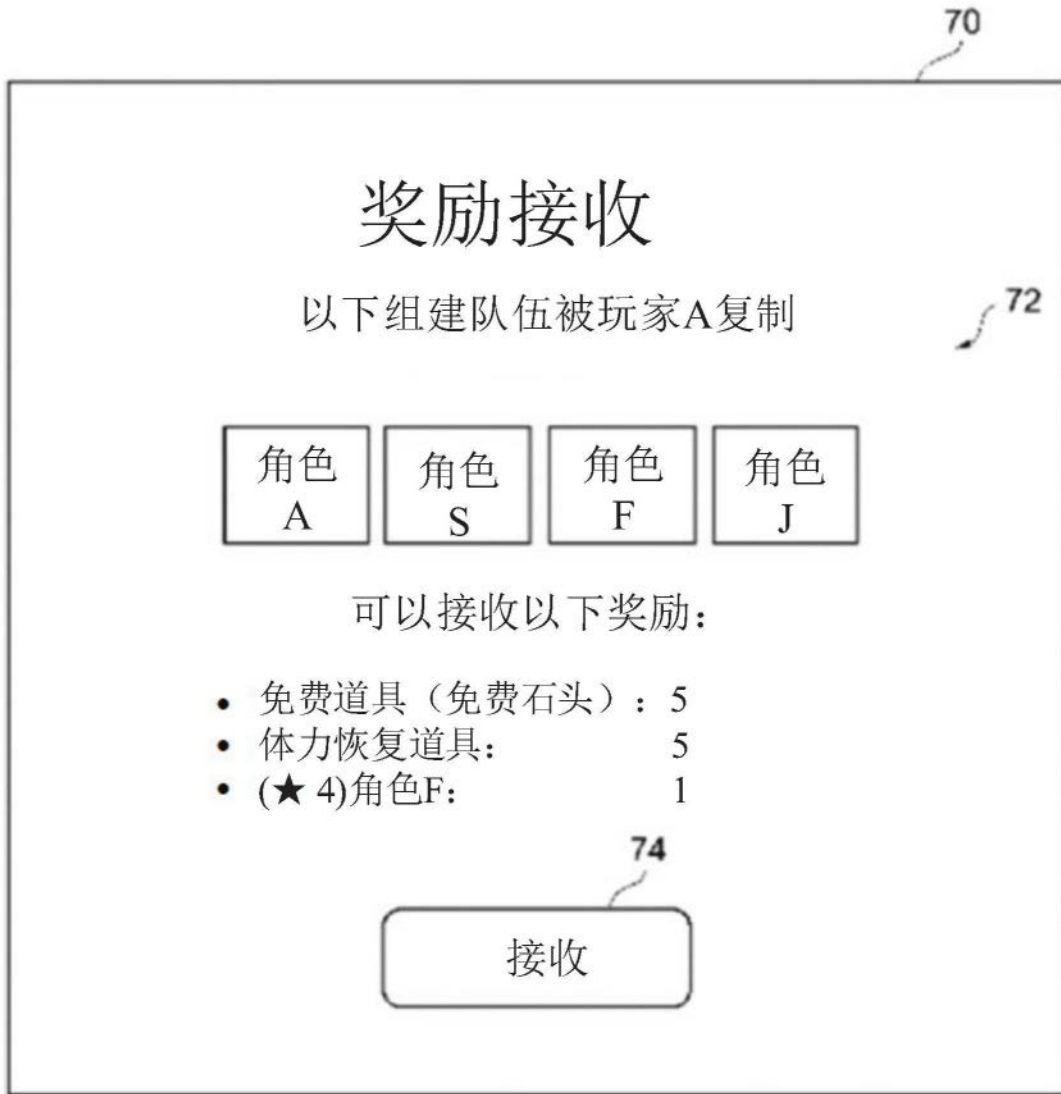 70
奖励接收
以下组建队伍被玩家A复制
72
角色 角色 角色 角色
A S F J
可以接收以下奖励：
• 免费道具（免费石头）：5
• 体力恢复道具： 5
• (★ 4)角色F： 1
74
接收